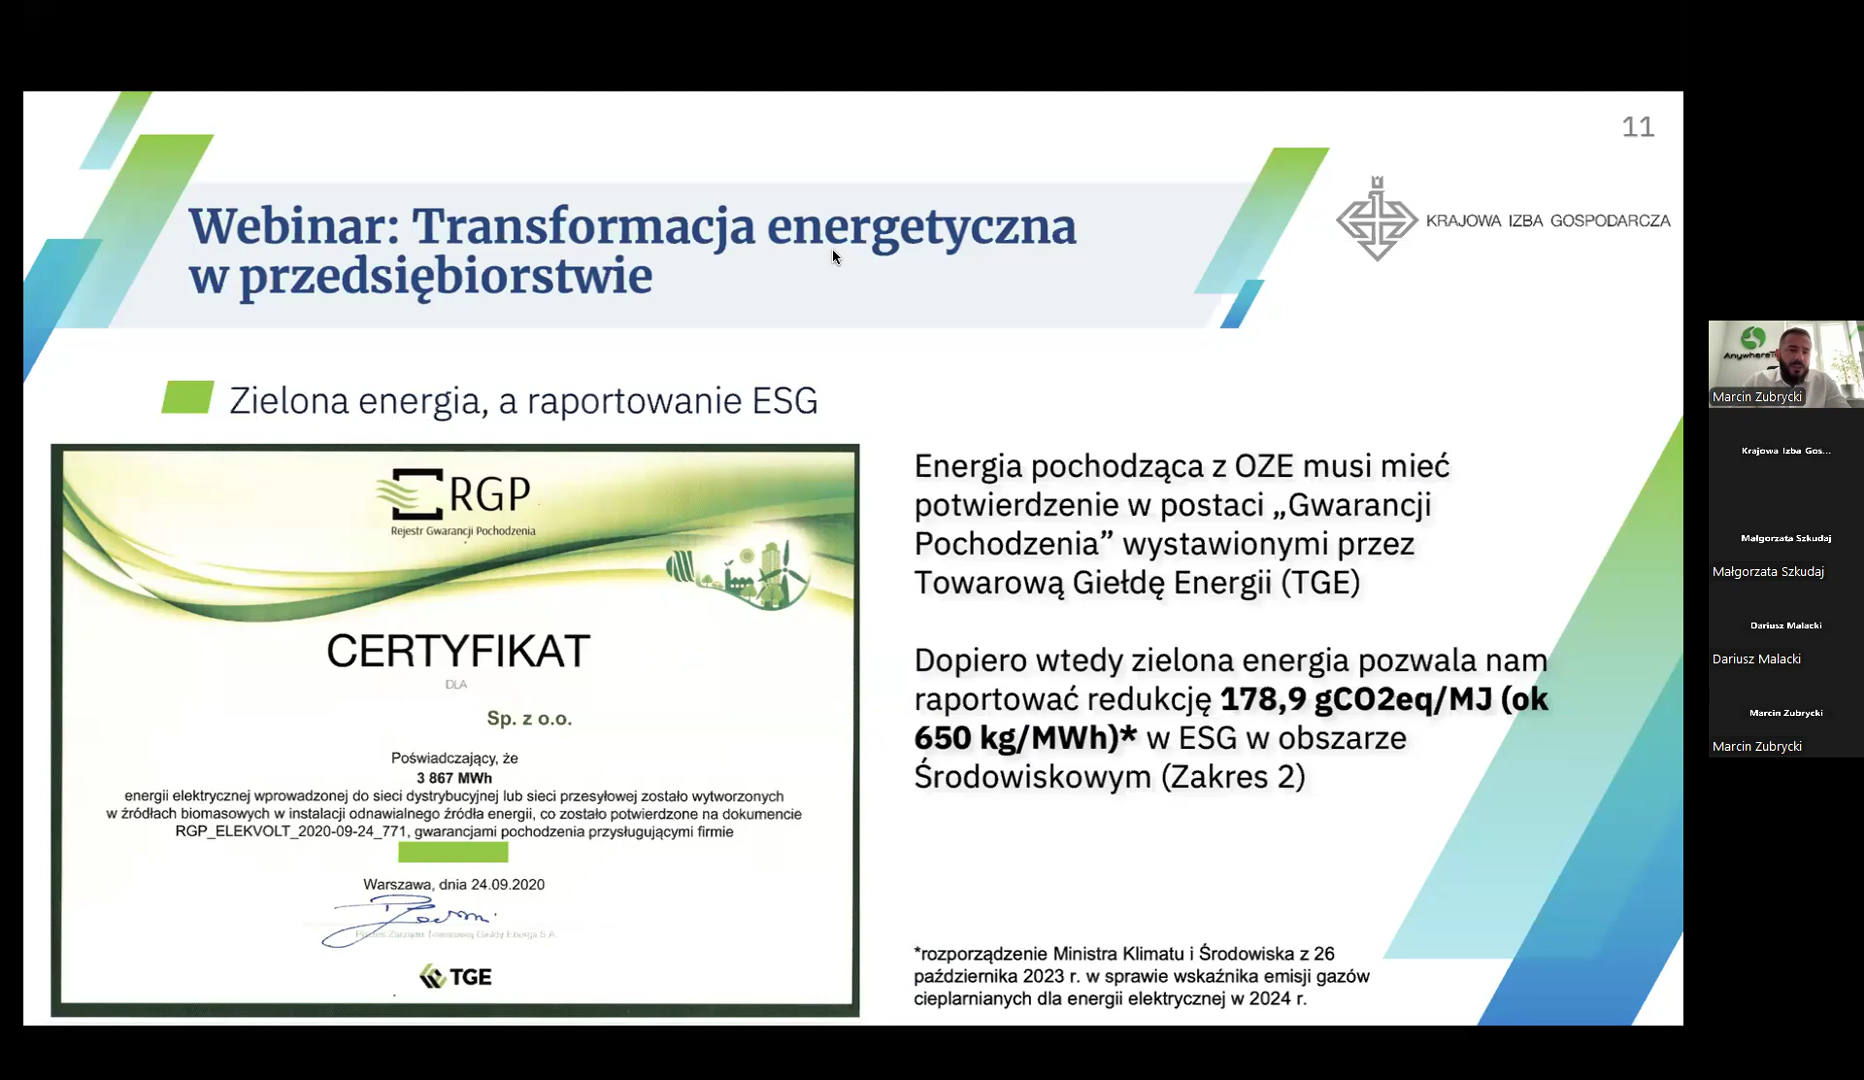 11
Webinar: Transformacja energetyczna
w przedsiębiorstwie
KRAJOWA IZBA GOSPODARCZA
Zielona energia, a raportowanie ESG
RGP
Rejestr Gwarancji Pochodzenia
CERTYFIKAT
DLA
Sp. z o.o.
Poświadczający, że
3 867 MWh
energii elektrycznej wprowadzonej do sieci dystrybucyjnej lub sieci przesyłowej zostało wytworzonych
w źródłach biomasowych w instalacji odnawialnego źródła energii, co zostało potwierdzone na dokumencie
RGP_ELEKVOLT_2020-09-24_771, gwarancjami pochodzenia przysługującymi firmie
Warszawa, dnia 24.09.2020
Prezes Zarządu Towarowej Giełdy Energii S.A.
TGE
Energia pochodząca z OZE musi mieć
potwierdzenie w postaci „Gwarancji
Pochodzenia” wystawionymi przez
Towarową Giełdę Energii (TGE)
Dopiero wtedy zielona energia pozwala nam
raportować redukcję 178,9 gCO2eq/MJ (ok
650 kg/MWh)* w ESG w obszarze
Środowiskowym (Zakres 2)
*rozporządzenie Ministra Klimatu i Środowiska z 26
października 2023 r. w sprawie wskaźnika emisji gazów
cieplarnianych dla energii elektrycznej w 2024 r.
Marcin Zubrycki
Krajowa Izba Gos...
Małgorzata Szkudaj
Małgorzata Szkudaj
Dariusz Malacki
Dariusz Malacki
Marcin Zubrycki
Marcin Zubrycki